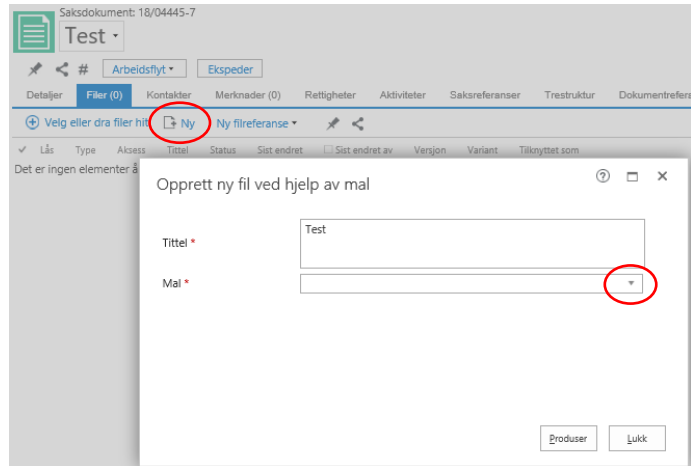 Saksdokument: 18/04445-7
Test
# Arbeidsflyt Ekspeder
Detaljer Filer (0) Kontakter Merknader (0) Rettigheter Aktiviteter Saksreferanser Trestruktur Dokumentrefera
Velg eller dra filer hit Ny Ny filreferanse
Lås Type Aksess Tittel Status Sist endret Sist endret av Versjon Variant Tilknyttet som
Det er ingen elementer å
Opprett ny fil ved hjelp av mal
Tittel * Test
Mal *
Produser Lukk